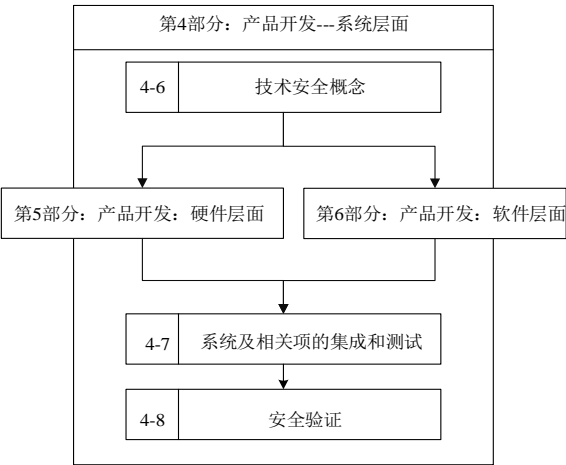 第4部分：产品开发---系统层面
4-6 技术安全概念
第5部分：产品开发：硬件层面
第6部分：产品开发：软件层面
4-7 系统及相关项的集成和测试
4-8 安全验证